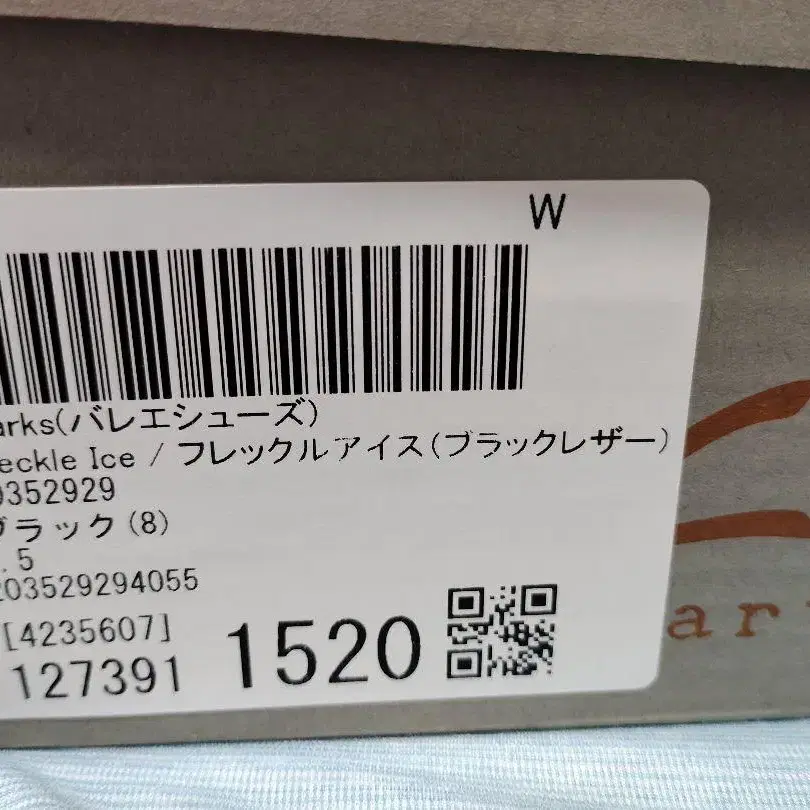 W
arks(バレエシューズ)
eckle Ice / フレックルアイス(ブラックレザー)
0352929
ブラック(8)
.5
203529294055
[4235607]
127391 1520
ar